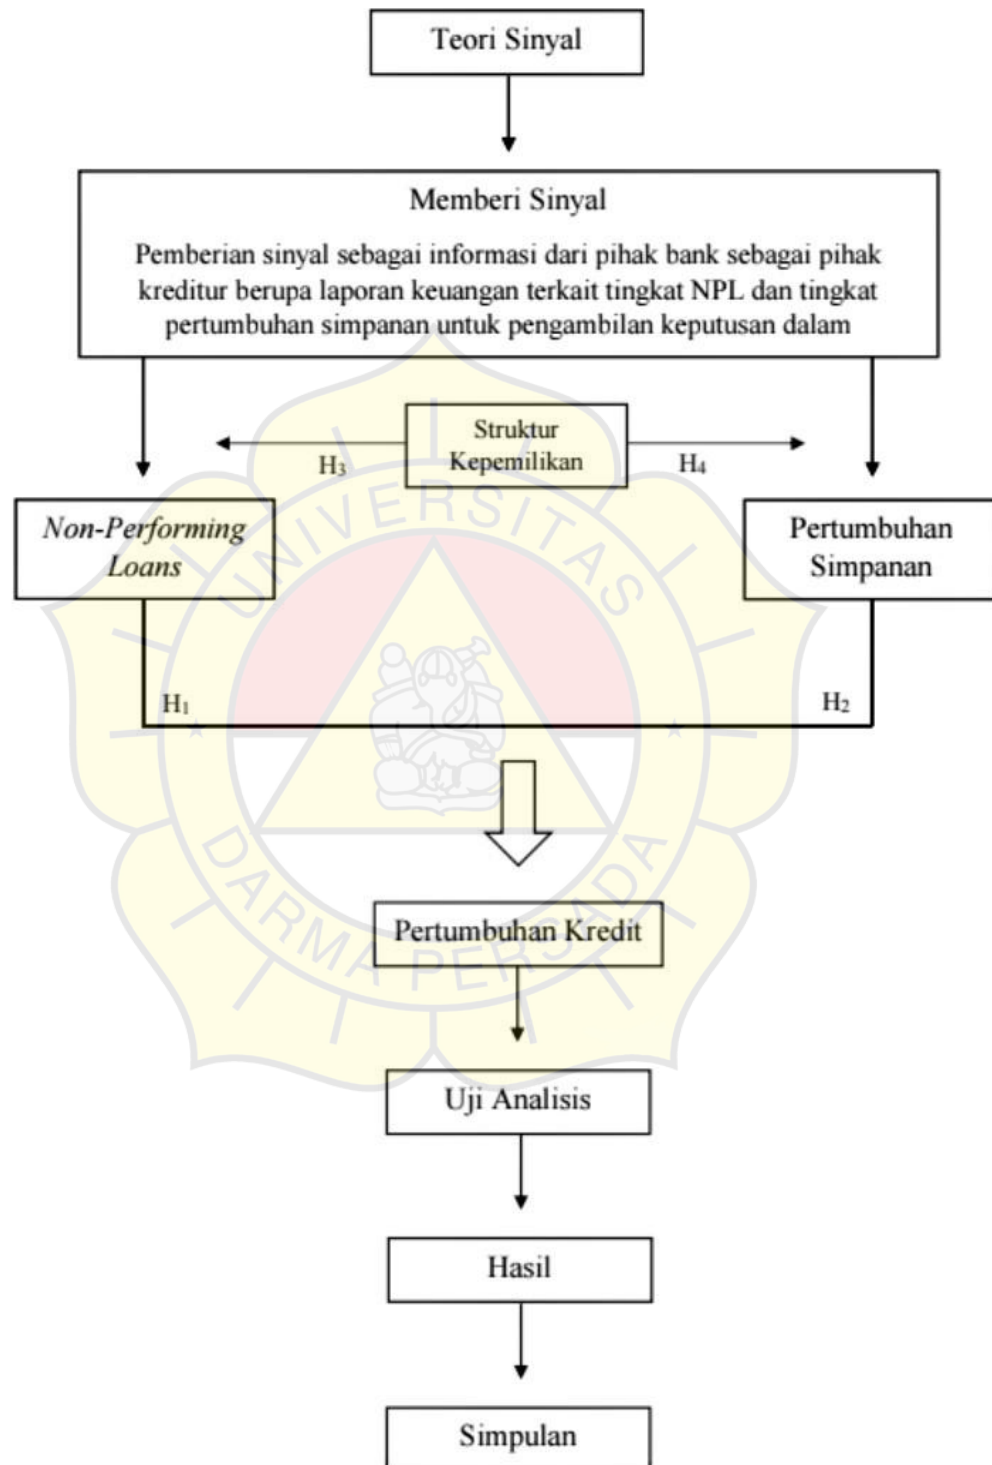 Teori Sinyal
Memberi Sinyal
Pemberian sinyal sebagai informasi dari pihak bank sebagai pihak
kreditur berupa laporan keuangan terkait tingkat NPL dan tingkat
pertumbuhan simpanan untuk pengambilan keputusan dalam
Struktur
Kepemilikan
H3
H4
Non-Performing
Loans
Pertumbuhan
Simpanan
H1
H2
Pertumbuhan Kredit
Uji Analisis
Hasil
Simpulan
UNIVERSITAS
DARMA PERSADA